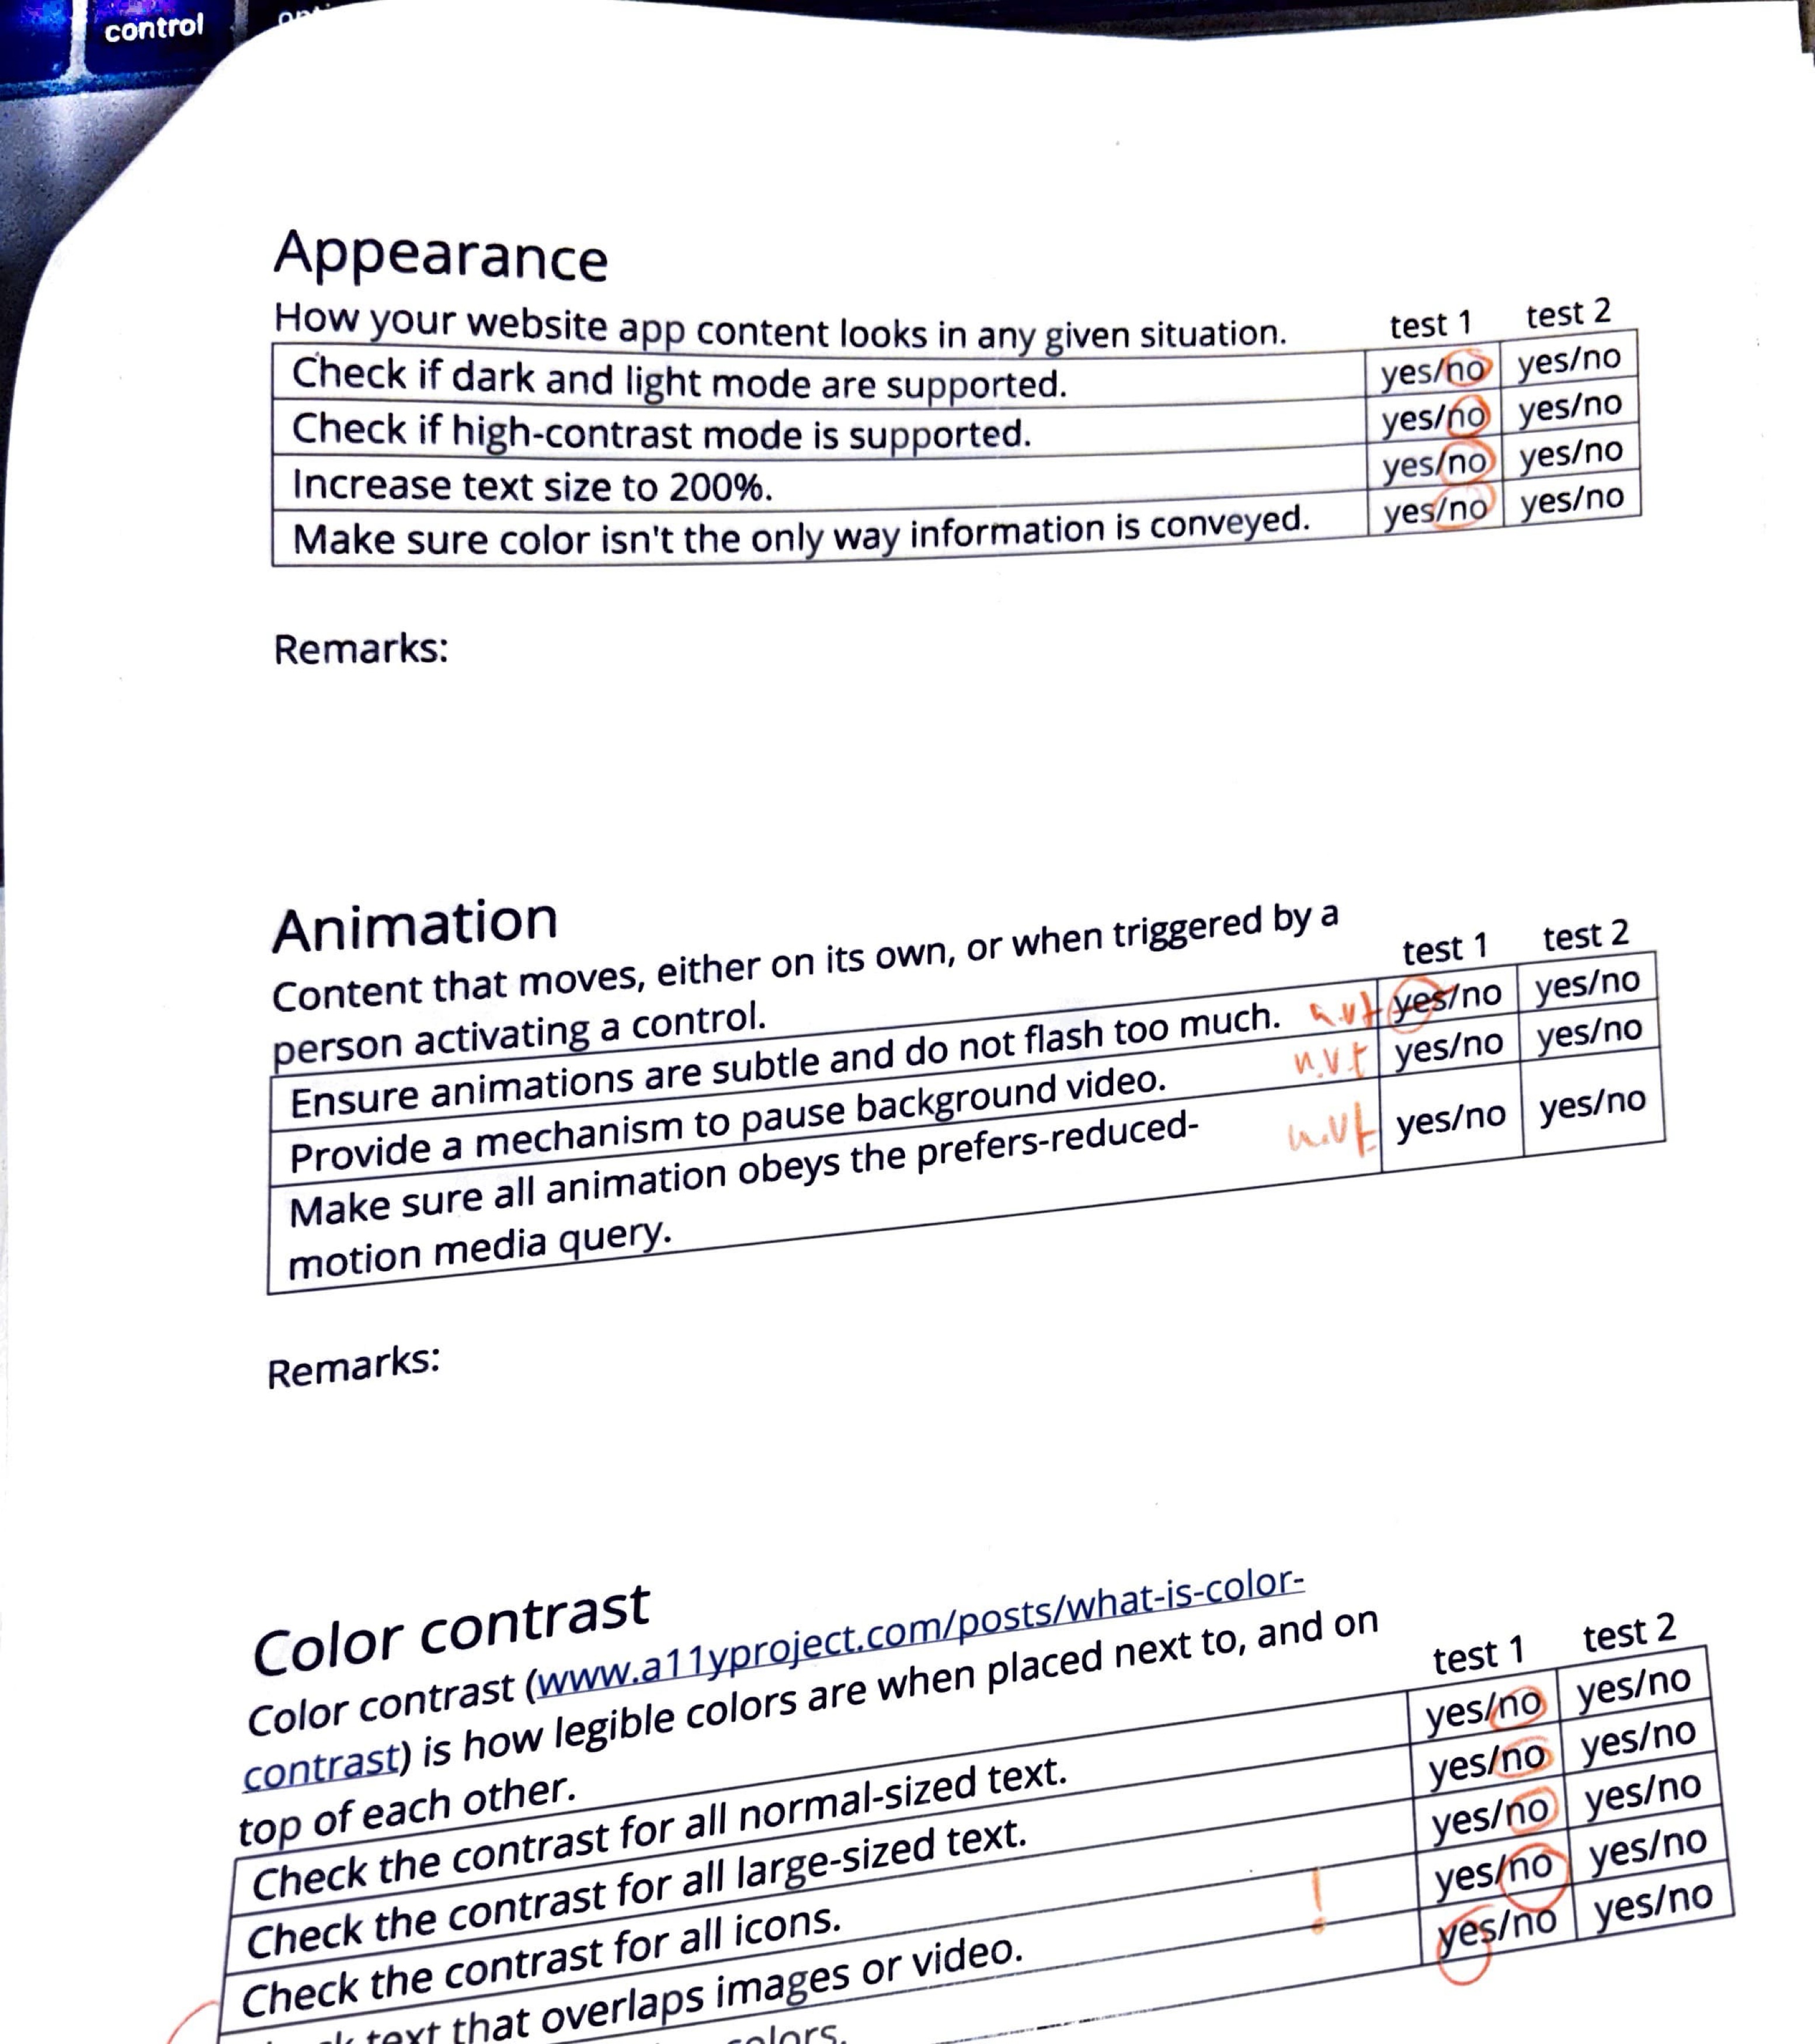 control
Appearance
How your website app content looks in any given situation. test 1 test 2
Check if dark and light mode are supported. yes/no yes/no
Check if high-contrast mode is supported. yes/no yes/no
Increase text size to 200%. yes/no yes/no
Make sure color isn't the only way information is conveyed. yes/no yes/no
Remarks:
Animation
Content that moves, either on its own, or when triggered by a test 1 test 2
person activating a control.
Ensure animations are subtle and do not flash too much. n.v.t yes/no yes/no
Provide a mechanism to pause background video. n.v.t yes/no yes/no
Make sure all animation obeys the prefers-reduced- n.v.t yes/no yes/no
motion media query.
Remarks:
Color contrast
Color contrast (www.a11yproject.com/posts/what-is-color-
contrast) is how legible colors are when placed next to, and on test 1 test 2
top of each other.
Check the contrast for all normal-sized text. yes/no yes/no
Check the contrast for all large-sized text. yes/no yes/no
Check the contrast for all icons. yes/no yes/no
text that overlaps images or video. ! yes/no yes/no
colors. yes/no yes/no